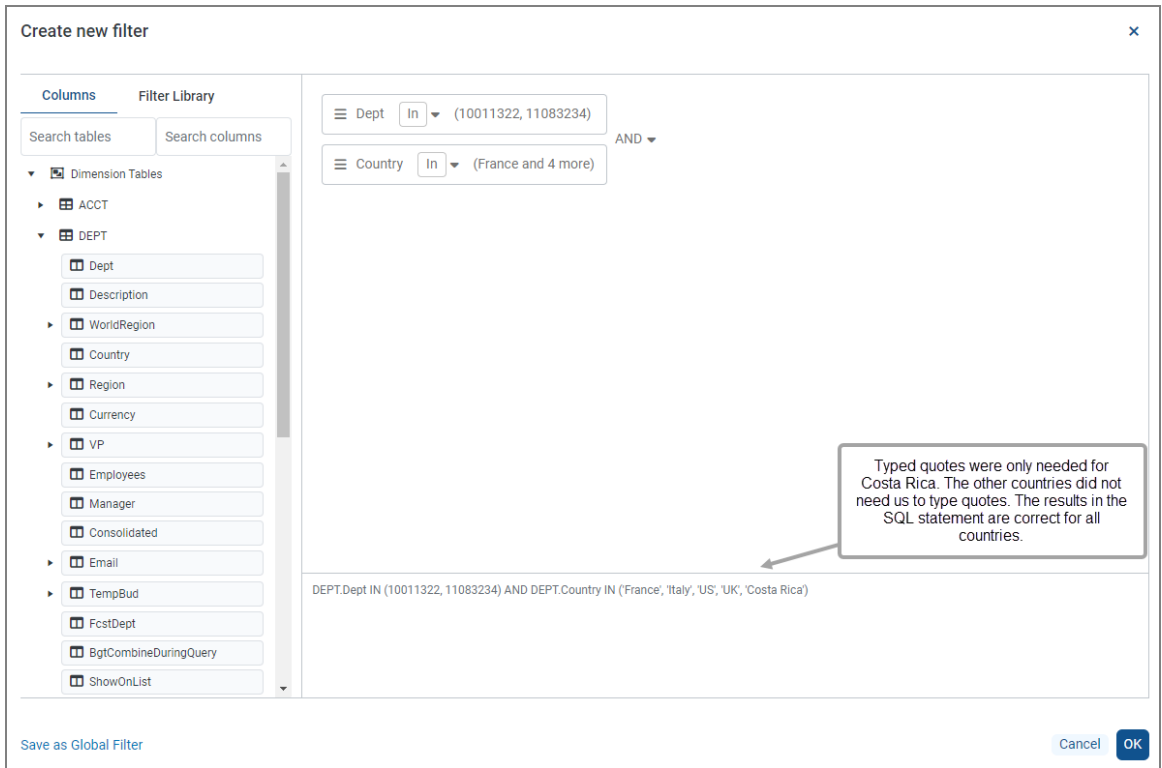 Create new filter
×
Columns Filter Library
Search tables Search columns
Dimension Tables
ACCT
DEPT
Dept
Description
WorldRegion
Country
Region
Currency
VP
Employees
Manager
Consolidated
Email
TempBud
FcstDept
BgtCombineDuringQuery
ShowOnList
Dept In (10011322, 11083234)
AND
Country In (France and 4 more)
Typed quotes were only needed for
Costa Rica. The other countries did not
need us to type quotes. The results in the
SQL statement are correct for all
countries.
DEPT.Dept IN (10011322, 11083234) AND DEPT.Country IN ('France', 'Italy', 'US', 'UK', 'Costa Rica')
Save as Global Filter
Cancel OK